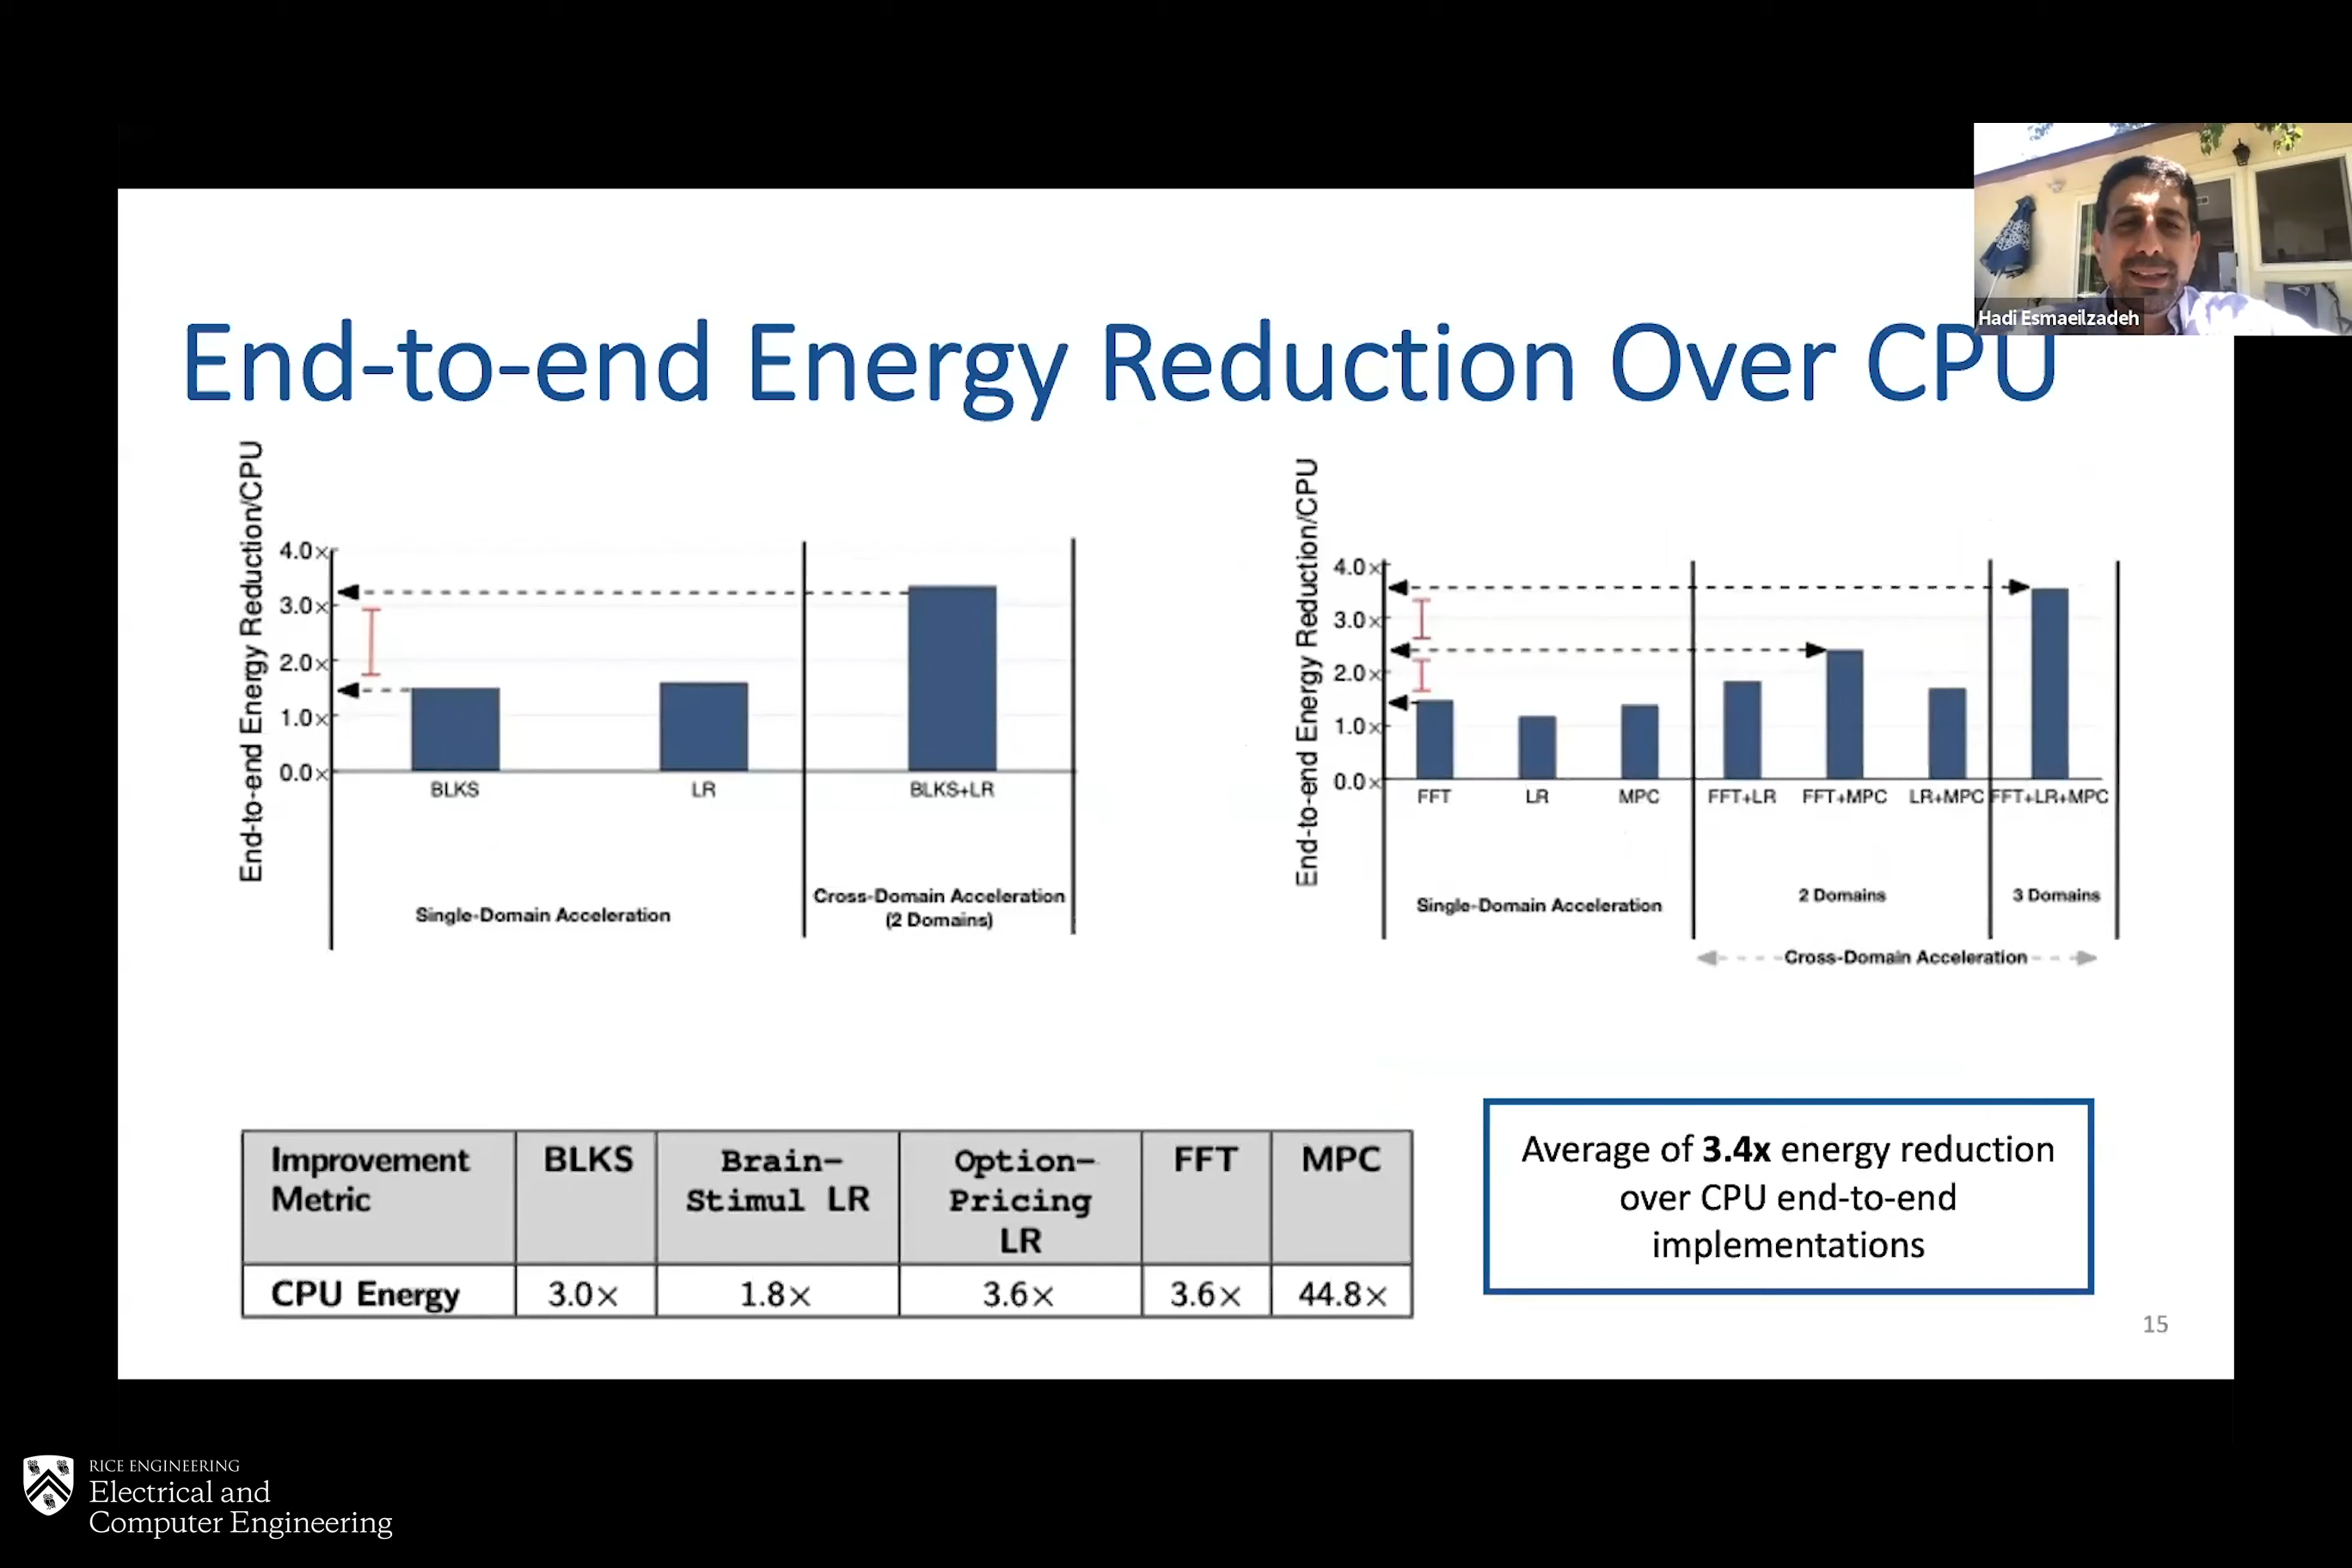 Hadi Esmaeilzadeh
End-to-end Energy Reduction Over CPU
End-to-end Energy Reduction/CPU
4.0×
3.0×
2.0×
1.0×
0.0×
BLKS
LR
BLKS+LR
Single-Domain Acceleration
Cross-Domain Acceleration
(2 Domains)
End-to-end Energy Reduction/CPU
4.0×
3.0×
2.0×
1.0×
0.0×
FFT
LR
MPC
FFT+LR
FFT+MPC
LR+MPC
FFT+LR+MPC
Single-Domain Acceleration
2 Domains
3 Domains
Cross-Domain Acceleration
Improvement
Metric
BLKS
Brain-
Stimul LR
Option-
Pricing
LR
FFT
MPC
CPU Energy
3.0×
1.8×
3.6×
3.6×
44.8×
Average of 3.4x energy reduction
over CPU end-to-end
implementations
15
RICE ENGINEERING
Electrical and
Computer Engineering